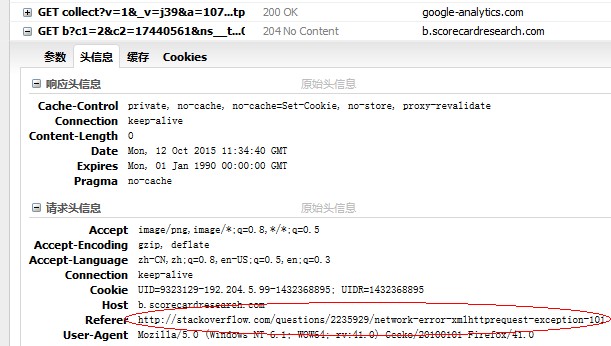 GET collect?v=1&_v=j39&a=107...tp 200 OK google-analytics.com
GET b?c1=2&c2=17440561&ns__t...0 204 No Content b.scorecardresearch.com
参数 头信息 缓存 Cookies
响应头信息 原始头信息
Cache-Control private, no-cache, no-cache=Set-Cookie, no-store, proxy-revalidate
Connection keep-alive
Content-Length 0
Date Mon, 12 Oct 2015 11:34:40 GMT
Expires Mon, 01 Jan 1990 00:00:00 GMT
Pragma no-cache
请求头信息 原始头信息
Accept image/png,image/*;q=0.8,*/*;q=0.5
Accept-Encoding gzip, deflate
Accept-Language zh-CN,zh;q=0.8,en-US;q=0.5,en;q=0.3
Connection keep-alive
Cookie UID=9323129-192.204.5.99-1432368895; UIDR=1432368895
Host b.scorecardresearch.com
Referer http://stackoverflow.com/questions/2235929/network-error-xmlhttprequest-exception-101
User-Agent Mozilla/5.0 (Windows NT 6.1; WOW64; rv:41.0) Gecko/20100101 Firefox/41.0